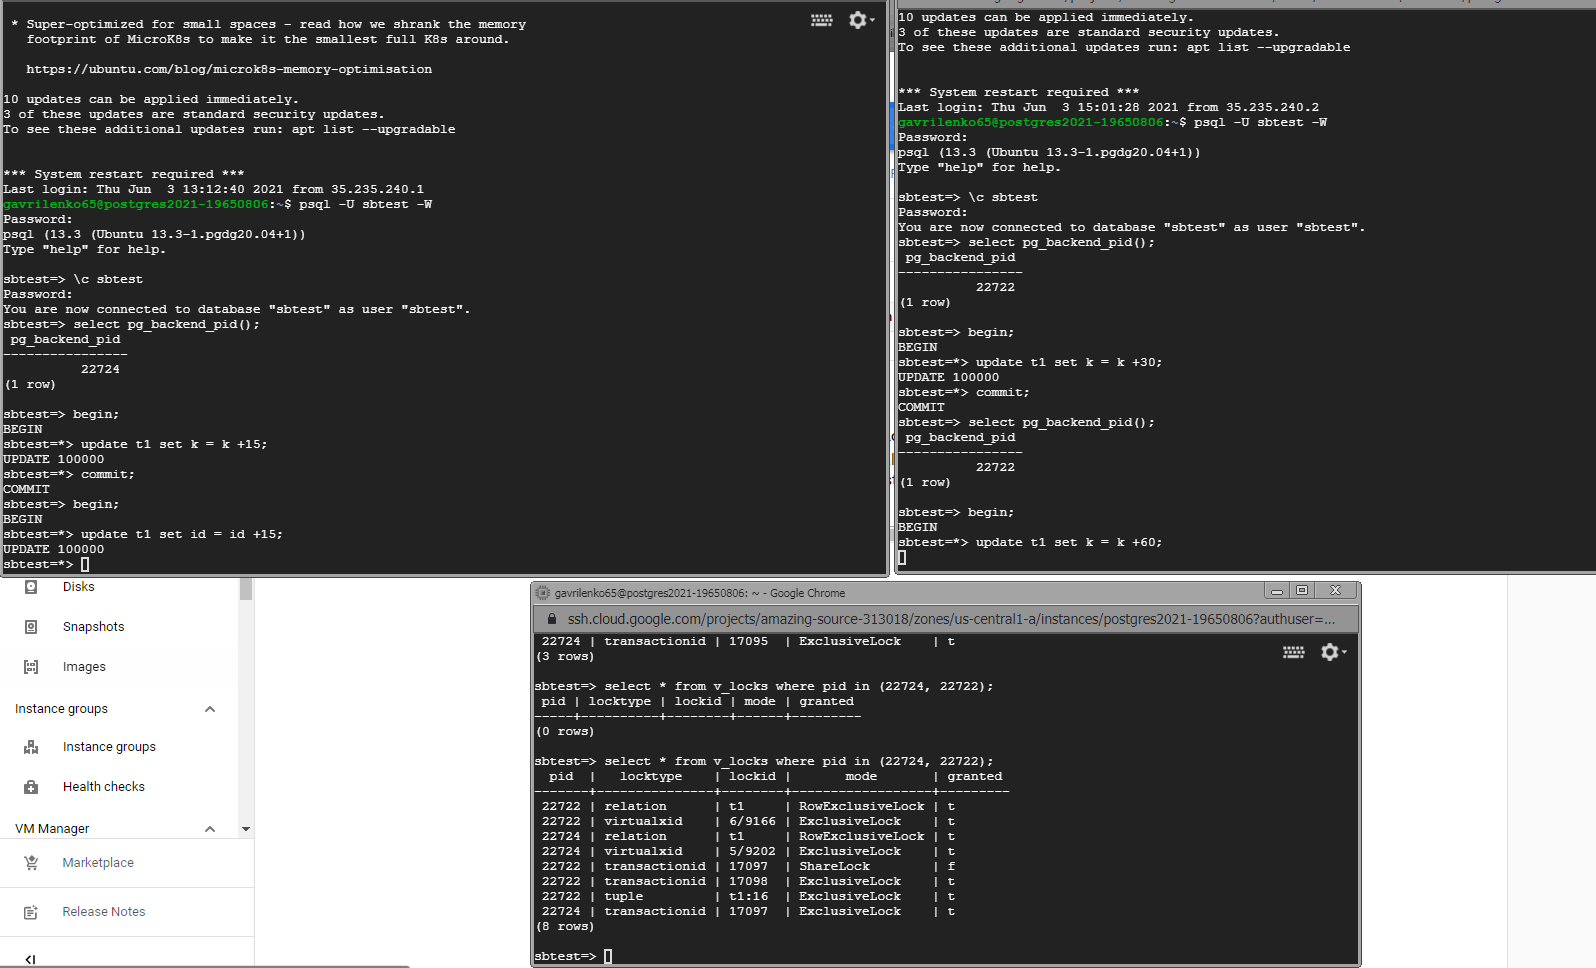 * Super-optimized for small spaces - read how we shrank the memory
footprint of MicroK8s to make it the smallest full K8s around.
https://ubuntu.com/blog/microk8s-memory-optimisation
10 updates can be applied immediately.
3 of these updates are standard security updates.
To see these additional updates run: apt list --upgradable
*** System restart required ***
Last login: Thu Jun  3 13:12:40 2021 from 35.235.240.1
gavrilenko65@postgres2021-19650806:~$ psql -U sbtest -W
Password:
psql (13.3 (Ubuntu 13.3-1.pgdg20.04+1))
Type "help" for help.
sbtest=> \c sbtest
Password:
You are now connected to database "sbtest" as user "sbtest".
sbtest=> select pg_backend_pid();
pg_backend_pid
----------------
22724
(1 row)
sbtest=> begin;
BEGIN
sbtest=*> update t1 set k = k +15;
UPDATE 100000
sbtest=*> commit;
COMMIT
sbtest=> begin;
BEGIN
sbtest=*> update t1 set id = id +15;
UPDATE 100000
sbtest=*>
10 updates can be applied immediately.
3 of these updates are standard security updates.
To see these additional updates run: apt list --upgradable
*** System restart required ***
Last login: Thu Jun  3 15:01:28 2021 from 35.235.240.2
gavrilenko65@postgres2021-19650806:~$ psql -U sbtest -W
Password:
psql (13.3 (Ubuntu 13.3-1.pgdg20.04+1))
Type "help" for help.
sbtest=> \c sbtest
Password:
You are now connected to database "sbtest" as user "sbtest".
sbtest=> select pg_backend_pid();
pg_backend_pid
----------------
22722
(1 row)
sbtest=> begin;
BEGIN
sbtest=*> update t1 set k = k +30;
UPDATE 100000
sbtest=*> commit;
COMMIT
sbtest=> select pg_backend_pid();
pg_backend_pid
----------------
22722
(1 row)
sbtest=> begin;
BEGIN
sbtest=*> update t1 set k = k +60;
Disks
Snapshots
Images
Instance groups
Instance groups
Health checks
VM Manager
Marketplace
Release Notes
gavrilenko65@postgres2021-19650806: ~ - Google Chrome
ssh.cloud.google.com/projects/amazing-source-313018/zones/us-central1-a/instances/postgres2021-19650806?authuser=...
22724 | transactionid | 17095  | ExclusiveLock    | t
(3 rows)
sbtest=> select * from v_locks where pid in (22724, 22722);
pid | locktype | lockid | mode | granted
-----+----------+--------+------+---------
(0 rows)
sbtest=> select * from v_locks where pid in (22724, 22722);
pid  |   locktype    | lockid |       mode       | granted
-------+---------------+--------+------------------+---------
22722 | relation      | t1     | RowExclusiveLock | t
22722 | virtualxid    | 6/9166 | ExclusiveLock    | t
22724 | relation      | t1     | RowExclusiveLock | t
22724 | virtualxid    | 5/9202 | ExclusiveLock    | t
22722 | transactionid | 17097  | ShareLock        | f
22722 | transactionid | 17098  | ExclusiveLock    | t
22722 | tuple         | t1:16  | ExclusiveLock    | t
22724 | transactionid | 17097  | ExclusiveLock    | t
(8 rows)
sbtest=>